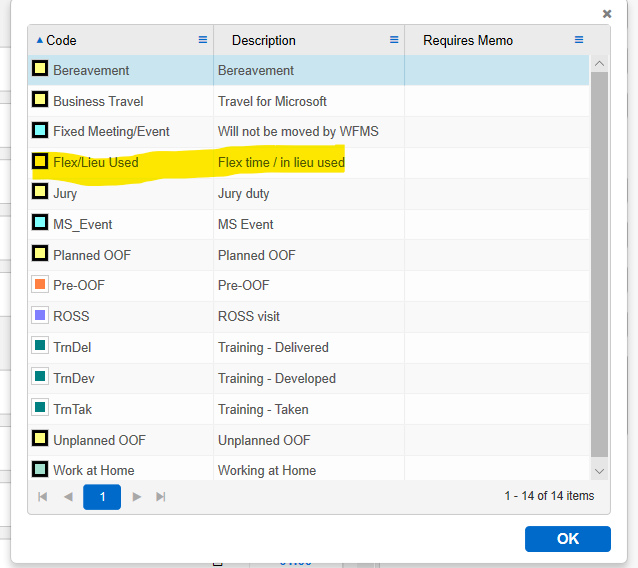 Code Description Requires Memo
Bereavement Bereavement
Business Travel Travel for Microsoft
Fixed Meeting/Event Will not be moved by WFMS
Flex/Lieu Used Flex time / in lieu used
Jury Jury duty
MS_Event MS Event
Planned OOF Planned OOF
Pre-OOF Pre-OOF
ROSS ROSS visit
TrnDel Training - Delivered
TrnDev Training - Developed
TrnTak Training - Taken
Unplanned OOF Unplanned OOF
Work at Home Working at Home
1 1 - 14 of 14 items
OK